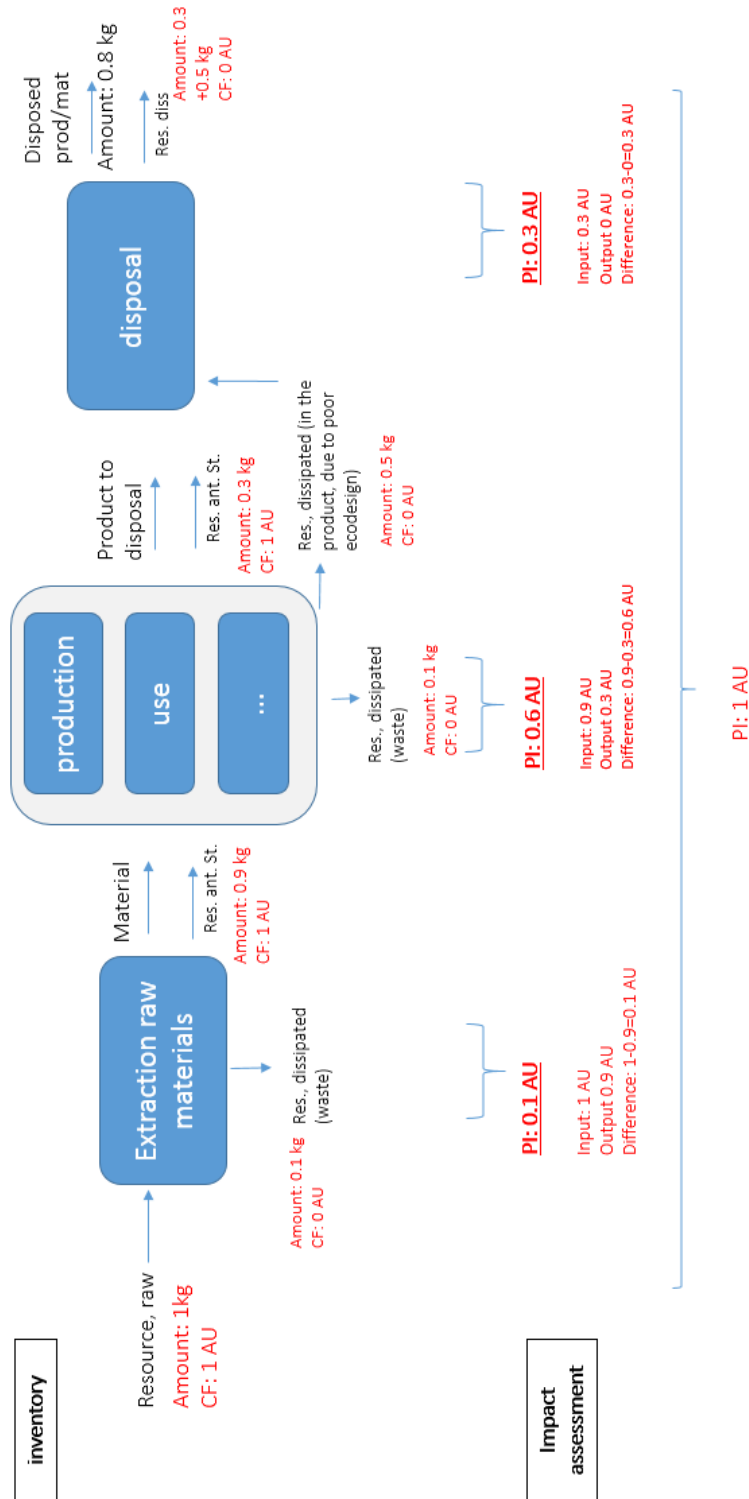 inventory
Resource, raw
Amount: 1kg
CF: 1 AU
Extraction raw
materials
Amount: 0.1 kg
CF: 0 AU
Res., dissipated
(waste)
Material
Res. ant. St.
Amount: 0.9 kg
CF: 1 AU
production
use
...
Res., dissipated
(waste)
Amount: 0.1 kg
CF: 0 AU
Product to
disposal
Res. ant. St.
Amount: 0.3 kg
CF: 1 AU
Res., dissipated (in the
product, due to poor
ecodesign)
Amount: 0.5 kg
CF: 0 AU
disposal
Disposed
prod/mat
Amount: 0.8 kg
Res. diss
Amount: 0.3
+0.5 kg
CF: 0 AU
Impact
assessment
PI: 0.1 AU
Input: 1 AU
Output 0.9 AU
Difference: 1-0.9=0.1 AU
PI: 0.6 AU
Input: 0.9 AU
Output 0.3 AU
Difference: 0.9-0.3=0.6 AU
PI: 0.3 AU
Input: 0.3 AU
Output 0 AU
Difference: 0.3-0=0.3 AU
PI: 1 AU